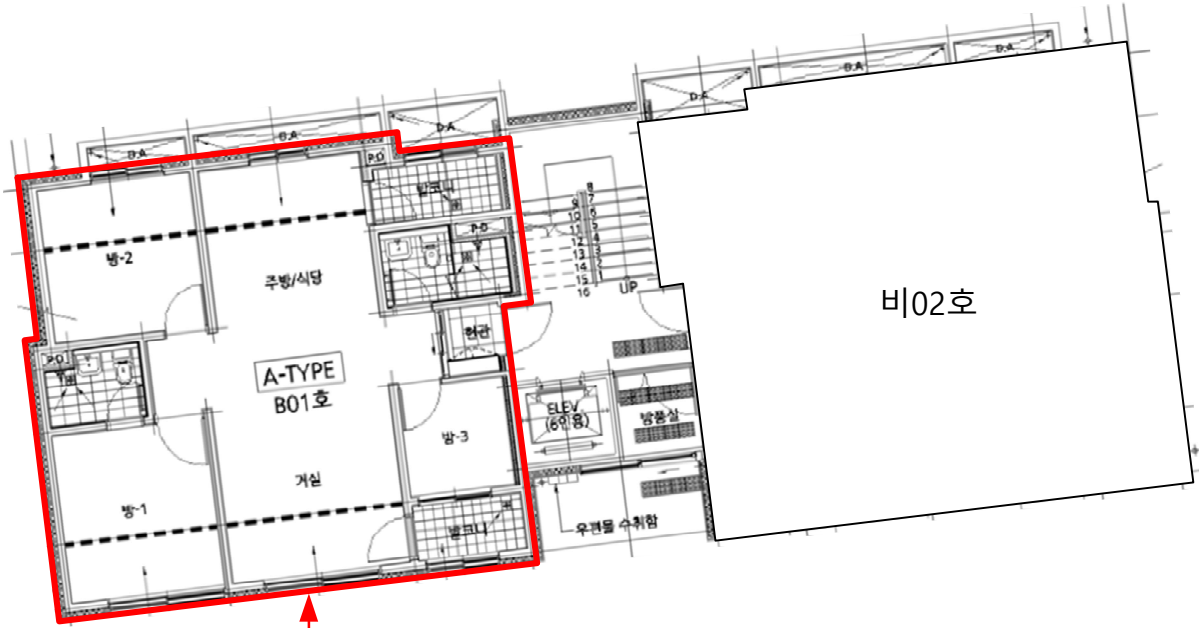 D.A
D.A
D.A
D.A
D.A
D.A
P.D
발코니
P.D
방-2
주방/식당
현관
P.D
A-TYPE
B01호
방-3
방-1
거실
발코니
8
7
9
6
10
5
11
4
12
3
13
2
14
1
15
16
UP
ELEV
(6인용)
방풍실
우편물 수취함
비02호